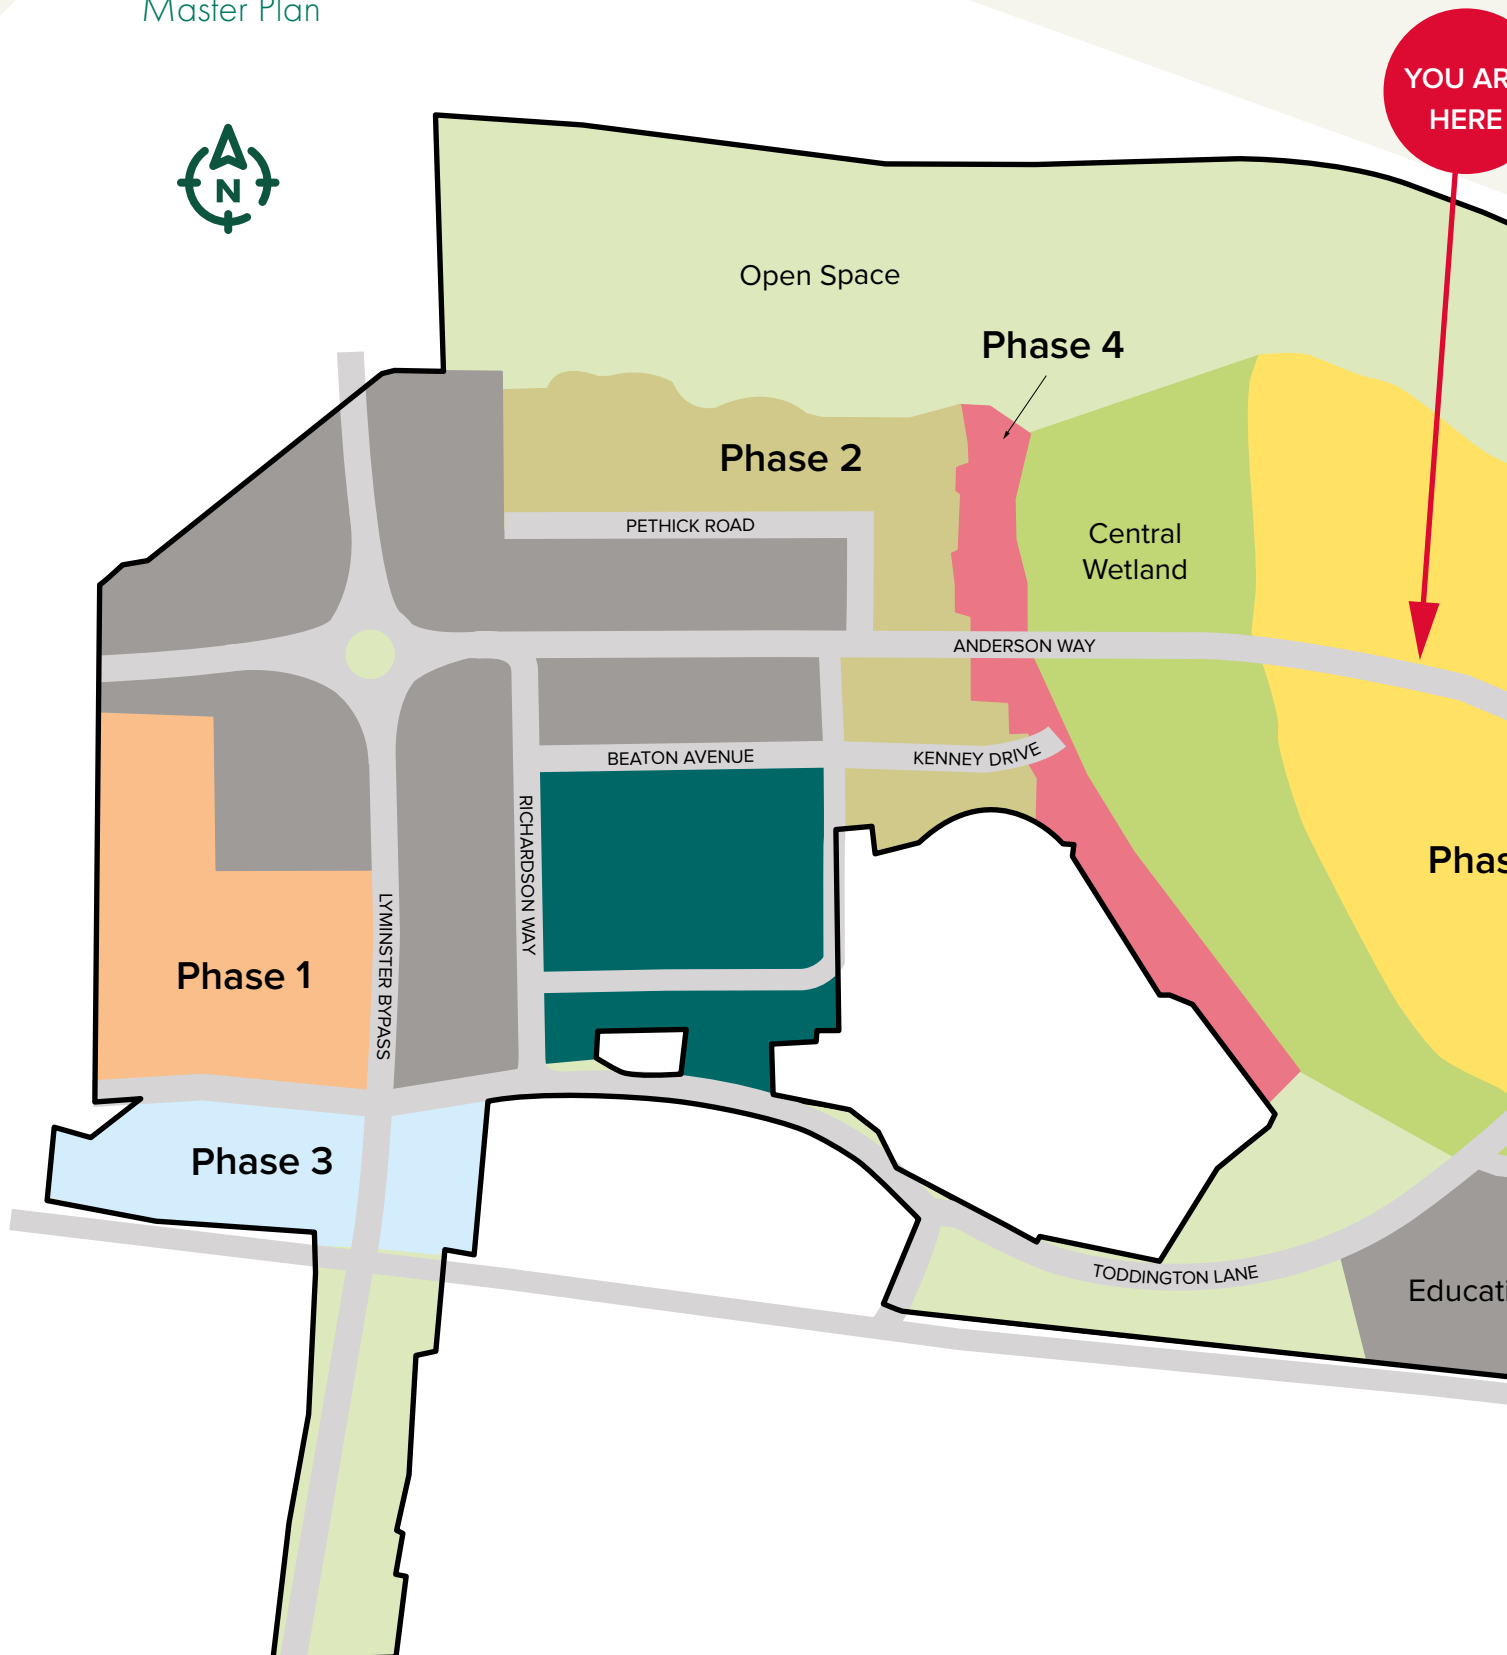 Master Plan
YOU AR
HERE
N
Open Space
Phase 4
Phase 2
PETHICK ROAD
Central
Wetland
ANDERSON WAY
BEATON AVENUE
KENNEY DRIVE
RICHARDSON WAY
Phas
LYMINSTER BYPASS
Phase 1
Phase 3
TODDINGTON LANE
Educati